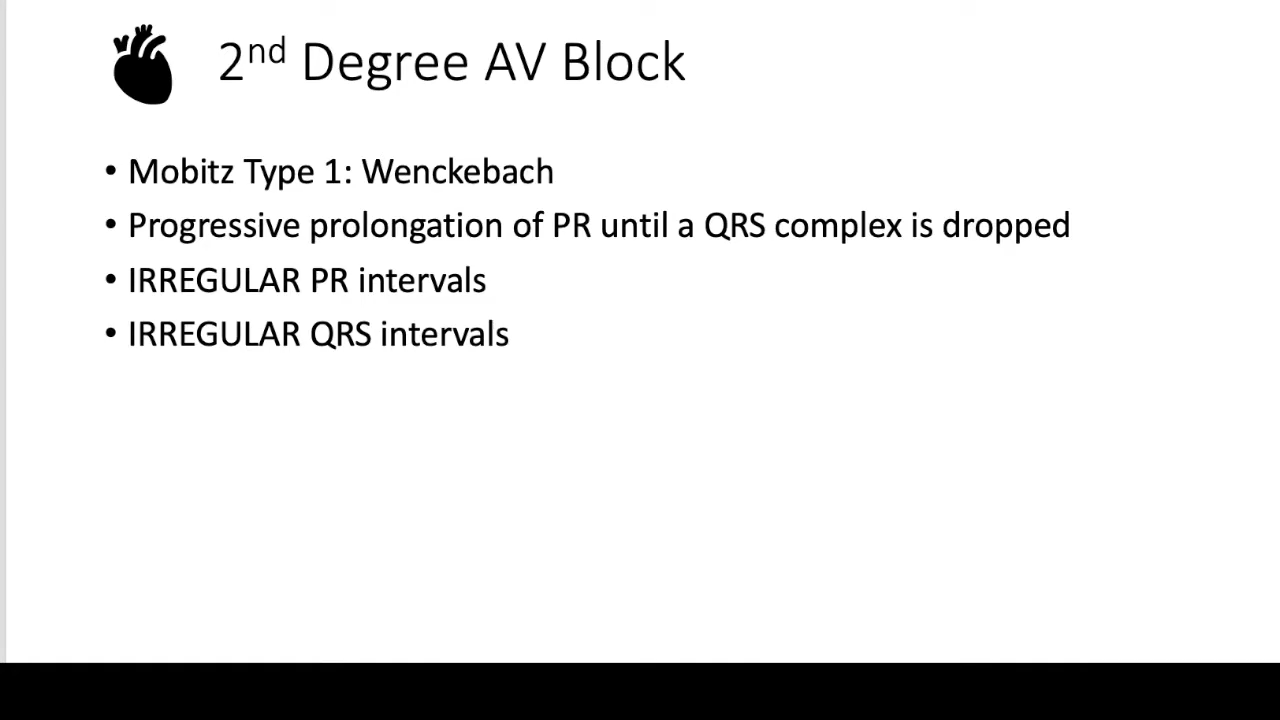 2nd Degree AV Block
• Mobitz Type 1: Wenckebach
• Progressive prolongation of PR until a QRS complex is dropped
• IRREGULAR PR intervals
• IRREGULAR QRS intervals